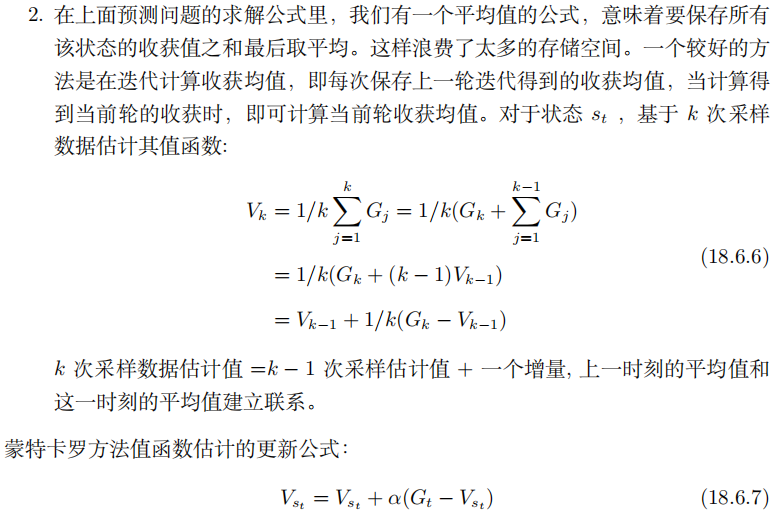 2. 在上面预测问题的求解公式里，我们有一个平均值的公式，意味着要保存所有
该状态的收获值之和最后取平均。这样浪费了太多的存储空间。一个较好的方
法是在迭代计算收获均值，即每次保存上一轮迭代得到的收获均值，当计算得
到当前轮的收获时，即可计算当前轮收获均值。对于状态 s_t ，基于 k 次采样
数据估计其值函数:
V_k = 1/k ∑_{j=1}^{k} G_j = 1/k(G_k + ∑_{j=1}^{k−1} G_j)
= 1/k(G_k + (k − 1)V_{k−1})
(18.6.6)
= V_{k−1} + 1/k(G_k − V_{k−1})
k 次采样数据估计值 =k − 1 次采样估计值 + 一个增量, 上一时刻的平均值和
这一时刻的平均值建立联系。
蒙特卡罗方法值函数估计的更新公式：
V_{s_t} = V_{s_t} + α(G_t − V_{s_t}) (18.6.7)